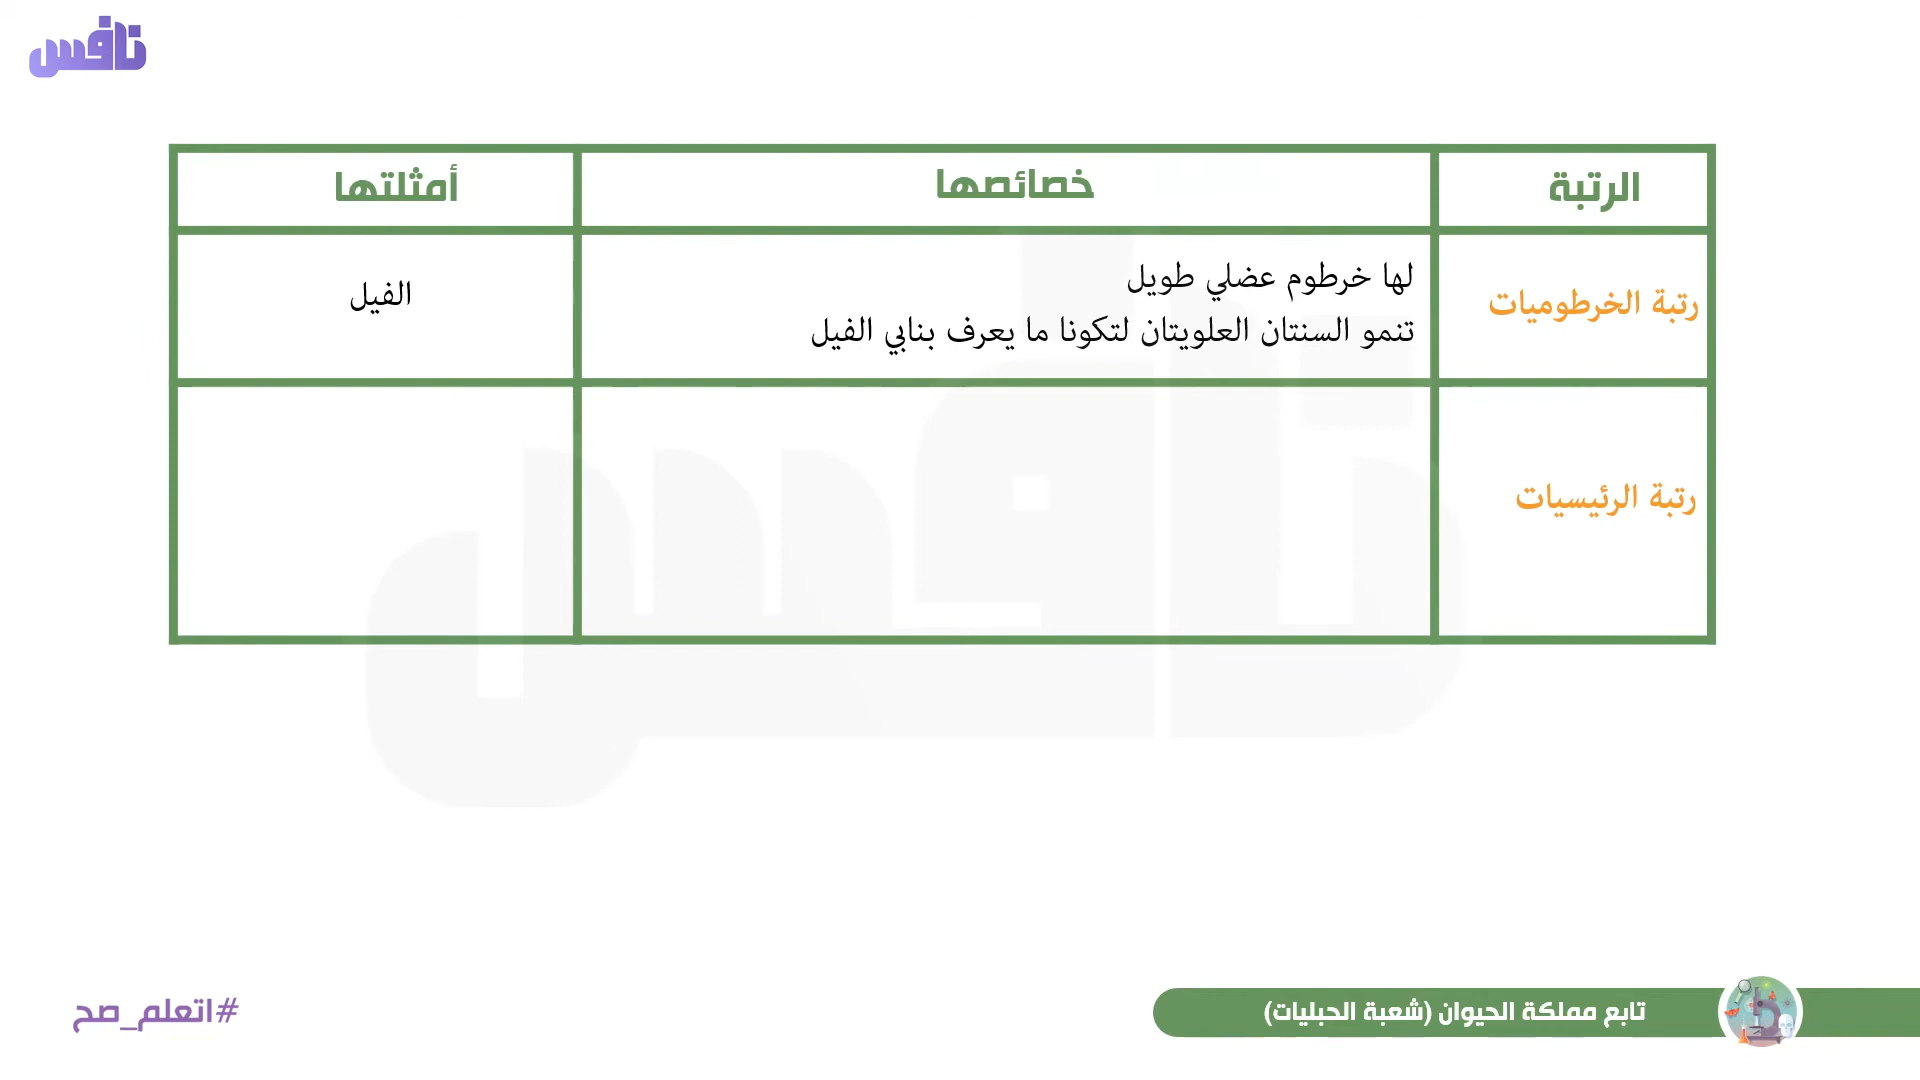 نافس
الرتبة
خصائصها
أمثلتها
رتبة الخرطوميات
لها خرطوم عضلي طويل
تنمو السنتان العلويتان لتكونا ما يعرف بنابي الفيل
الفيل
رتبة الرئيسيات
تابع مملكة الحيوان (شعبة الحبليات)
#اتعلم_صح